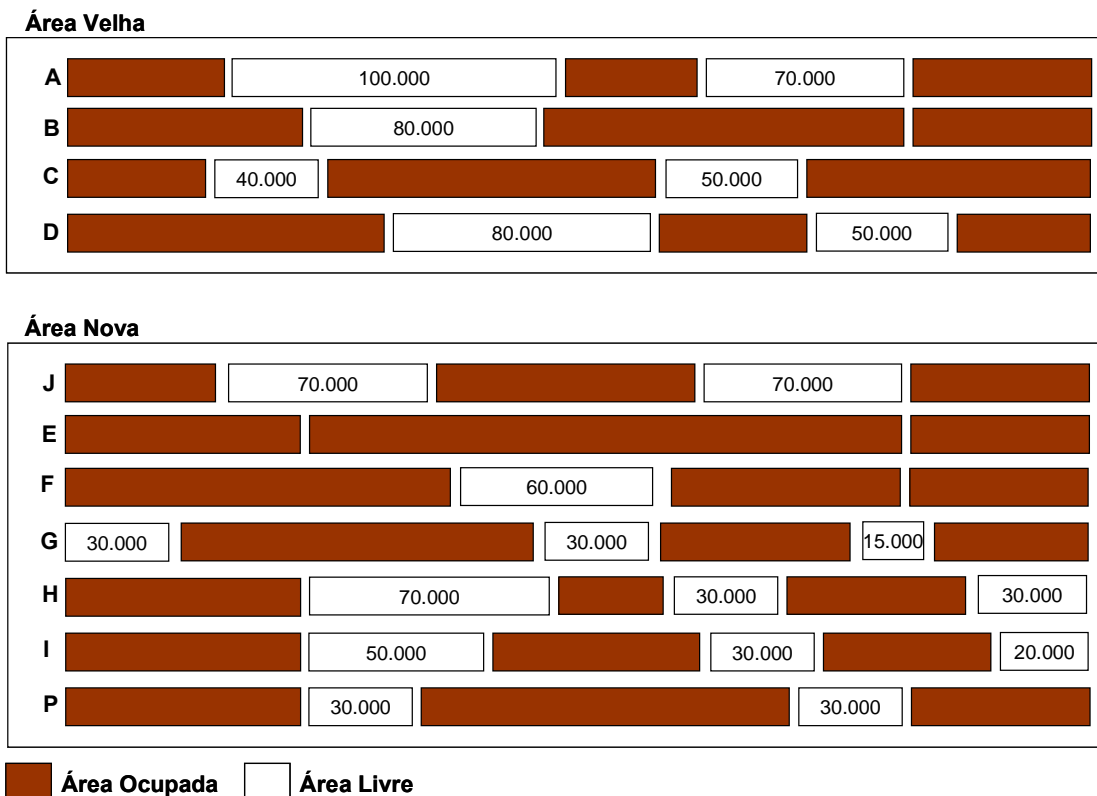 Área Velha
A 100.000 70.000
B 80.000
C 40.000 50.000
D 80.000 50.000
Área Nova
J 70.000 70.000
E
F 60.000
G 30.000 30.000 15.000
H 70.000 30.000 30.000
I 50.000 30.000 20.000
P 30.000 30.000
Área Ocupada Área Livre